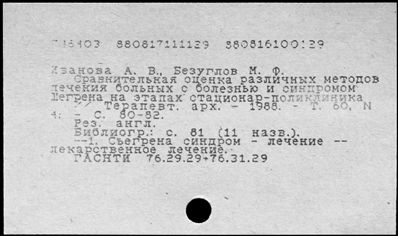 880817111129 880816100129
Иванова А. В., Безуглов М. Ф.
Сравнительная оценка различных методов
лечения больных с болезнью и синдромом
Шегрена на этапах стационар-поликлиника
// Терапевт. арх. - 1988. - Т. 60, N
4. - С. 80-82.
Рез. англ.
Библиогр.: с. 81 (11 назв.).
--1. Съегрена синдром - лечение --
лекарственное лечение.
ГАСНТИ 76.29.29+76.31.29